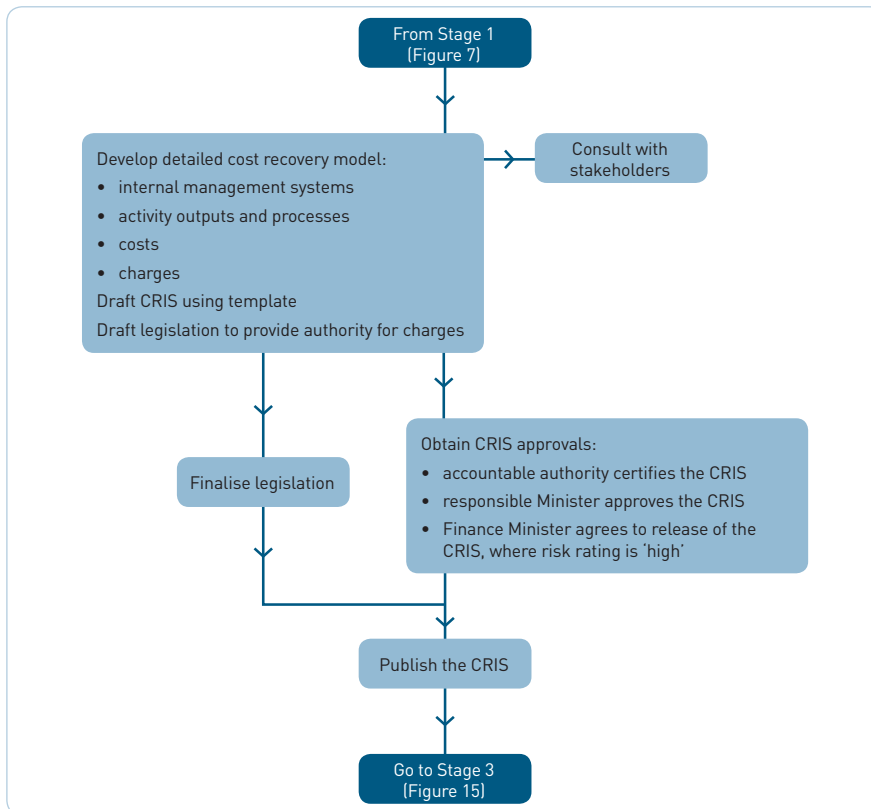 From Stage 1
(Figure 7)
Develop detailed cost recovery model:
• internal management systems
• activity outputs and processes
• costs
• charges
Draft CRIS using template
Draft legislation to provide authority for charges
Consult with
stakeholders
Finalise legislation
Obtain CRIS approvals:
• accountable authority certifies the CRIS
• responsible Minister approves the CRIS
• Finance Minister agrees to release of the
CRIS, where risk rating is ‘high’
Publish the CRIS
Go to Stage 3
(Figure 15)